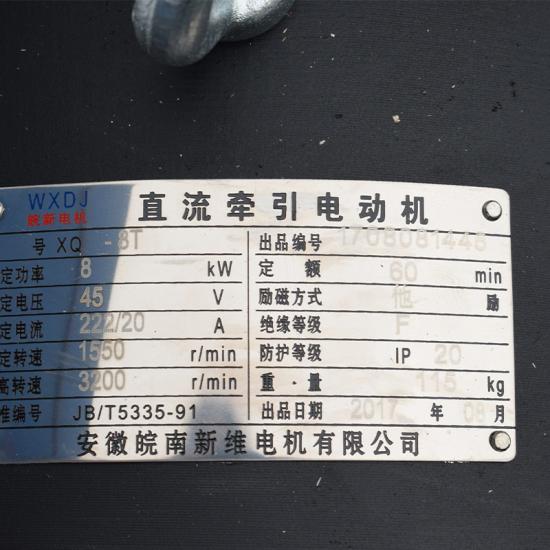 WXDJ
皖新电机
直流牵引电动机
号 XQ -8T 出品编号 1708081448
定功率 8 kW 定额 60 min
定电压 45 V 励磁方式 他 励
定电流 222/20 A 绝缘等级 F
定转速 1550 r/min 防护等级 IP 20
高转速 3200 r/min 重·量 115 kg
准编号 JB/T5335-91 出品日期 2017 年 08 月
安徽皖南新维电机有限公司